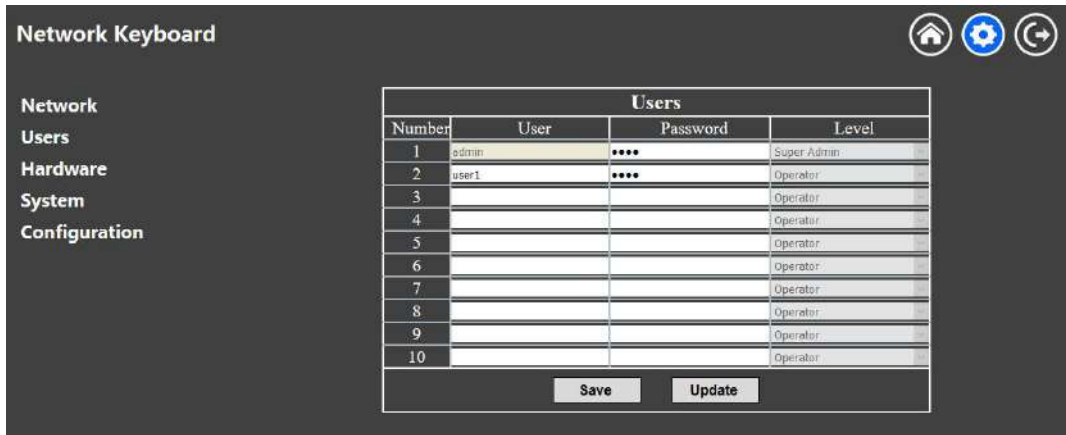 Network Keyboard
Network
Users
Hardware
System
Configuration
Users
Number User Password Level
1 admin •••• Super Admin
2 user1 •••• Operator
3 Operator
4 Operator
5 Operator
6 Operator
7 Operator
8 Operator
9 Operator
10 Operator
Save Update